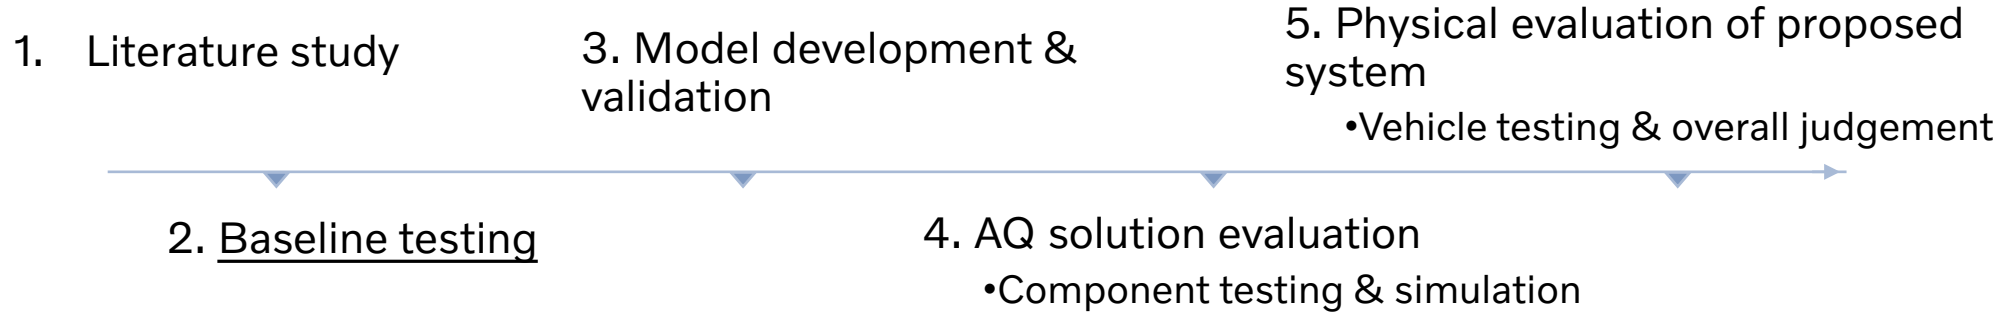 1. Literature study
2. Baseline testing
3. Model development &
validation
4. AQ solution evaluation
•Component testing & simulation
5. Physical evaluation of proposed
system
•Vehicle testing & overall judgement